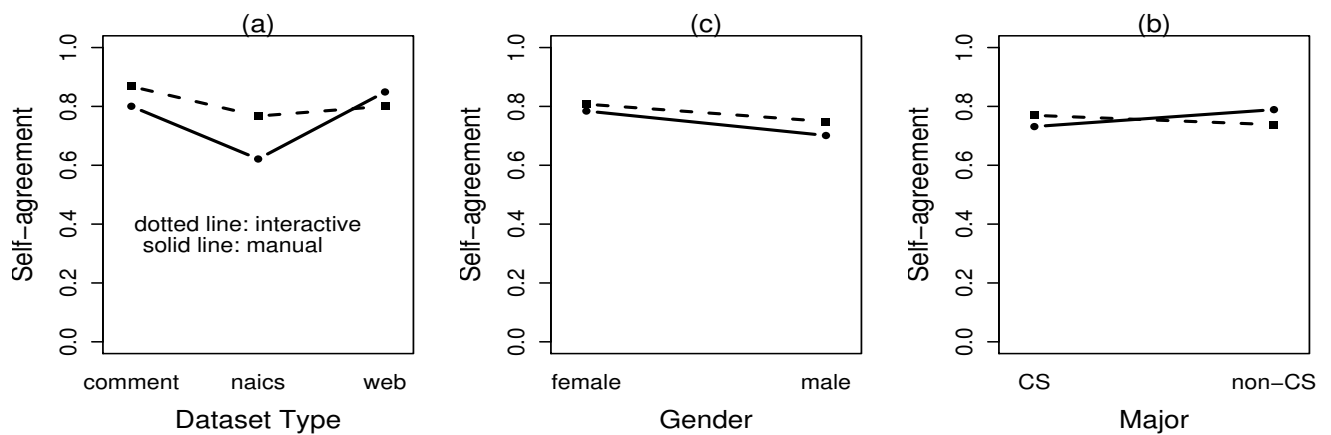 (a)
Self−agreement
1.0
0.8
0.6
0.4
0.2
0.0
dotted line: interactive
solid line: manual
comment naics web
Dataset Type
(c)
Self−agreement
1.0
0.8
0.6
0.4
0.2
0.0
female male
Gender
(b)
Self−agreement
1.0
0.8
0.6
0.4
0.2
0.0
CS non−CS
Major